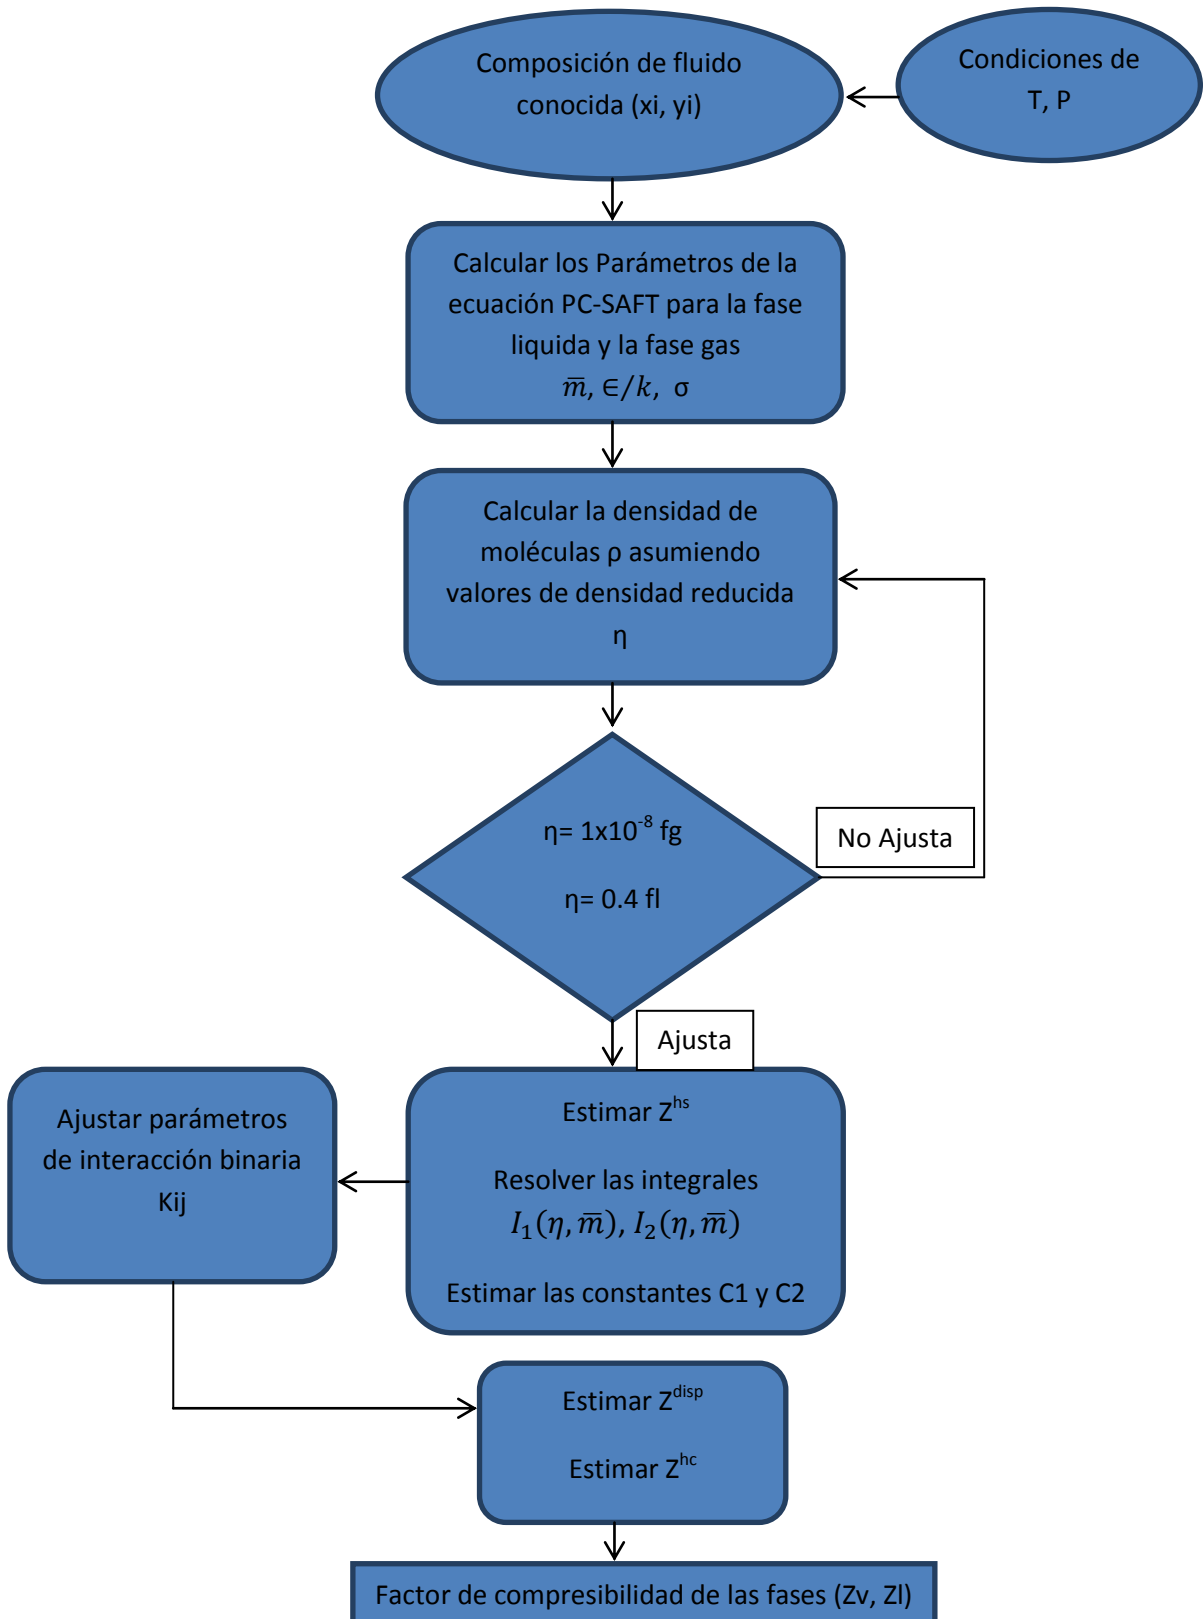 Composición de fluido
conocida (xi, yi)
Condiciones de
T, P
Calcular los Parámetros de la
ecuación PC-SAFT para la fase
liquida y la fase gas
m̅, ∈/k, σ
Calcular la densidad de
moléculas ρ asumiendo
valores de densidad reducida
η
η= 1x10⁻⁸ fg
η= 0.4 fl
No Ajusta
Ajusta
Estimar Z^hs
Resolver las integrales
I₁(η, m̅), I₂(η, m̅)
Estimar las constantes C1 y C2
Ajustar parámetros
de interacción binaria
Kij
Estimar Z^disp
Estimar Z^hc
Factor de compresibilidad de las fases (Zv, Zl)